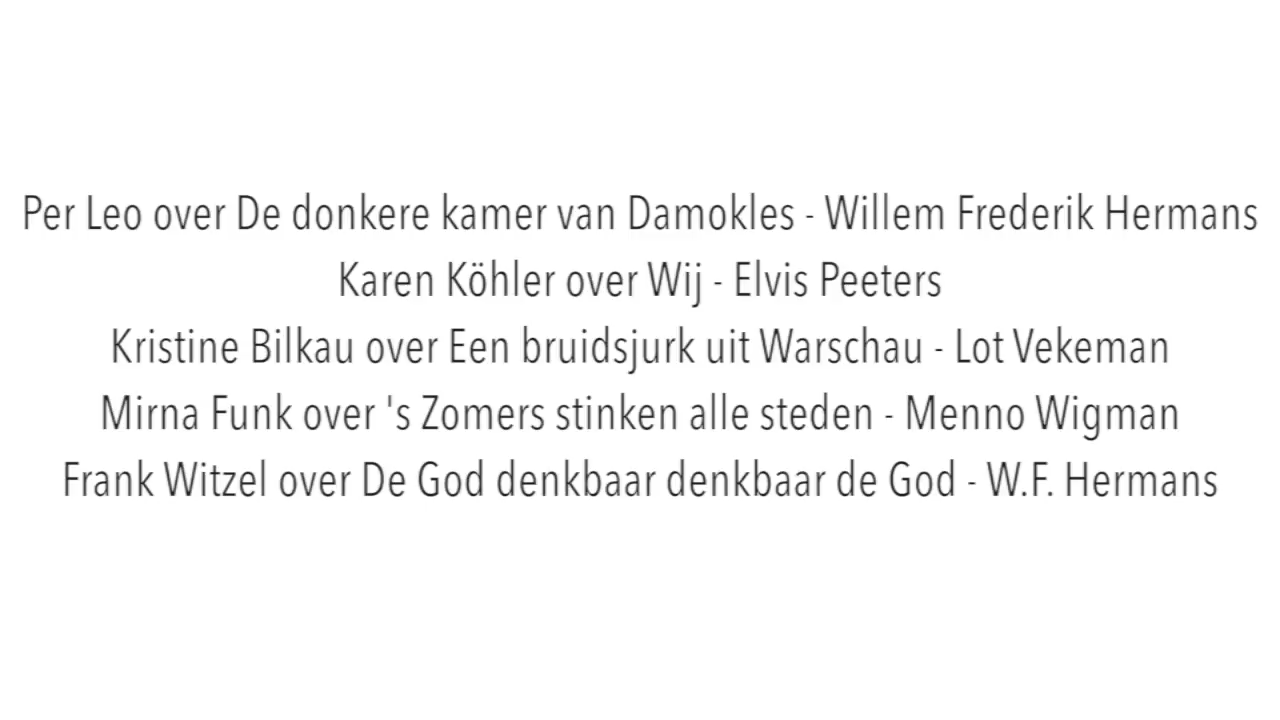 Per Leo over De donkere kamer van Damokles - Willem Frederik Hermans
Karen Köhler over Wij - Elvis Peeters
Kristine Bilkau over Een bruidsjurk uit Warschau - Lot Vekeman
Mirna Funk over 's Zomers stinken alle steden - Menno Wigman
Frank Witzel over De God denkbaar denkbaar de God - W.F. Hermans